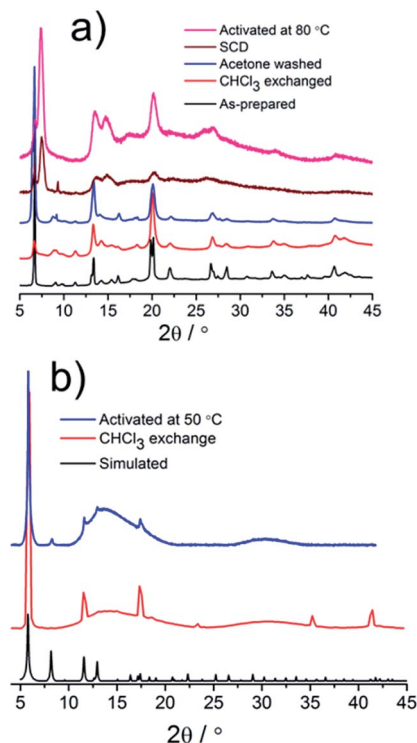 a)
Activated at 80 °C
SCD
Acetone washed
CHCl₃ exchanged
As-prepared
5 10 15 20 25 30 35 40 45
2θ / °
b)
Activated at 50 °C
CHCl₃ exchange
Simulated
5 10 15 20 25 30 35 40 45
2θ / °